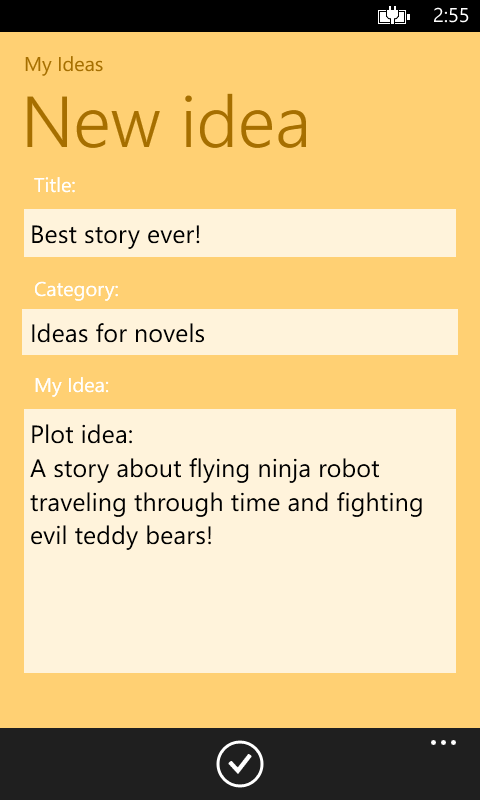 2:55
My Ideas
New idea
Title:
Best story ever!
Category:
Ideas for novels
My Idea:
Plot idea:
A story about flying ninja robot
traveling through time and fighting
evil teddy bears!